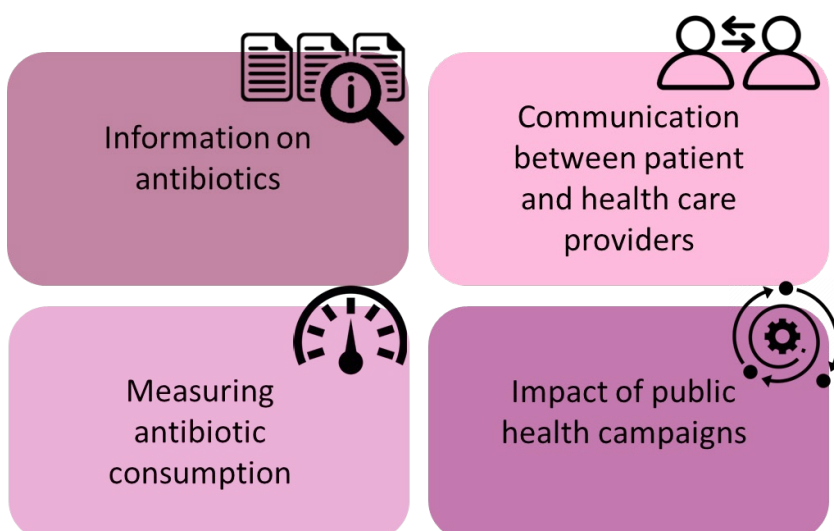 Information on
antibiotics
Communication
between patient
and health care
providers
Measuring
antibiotic
consumption
Impact of public
health campaigns